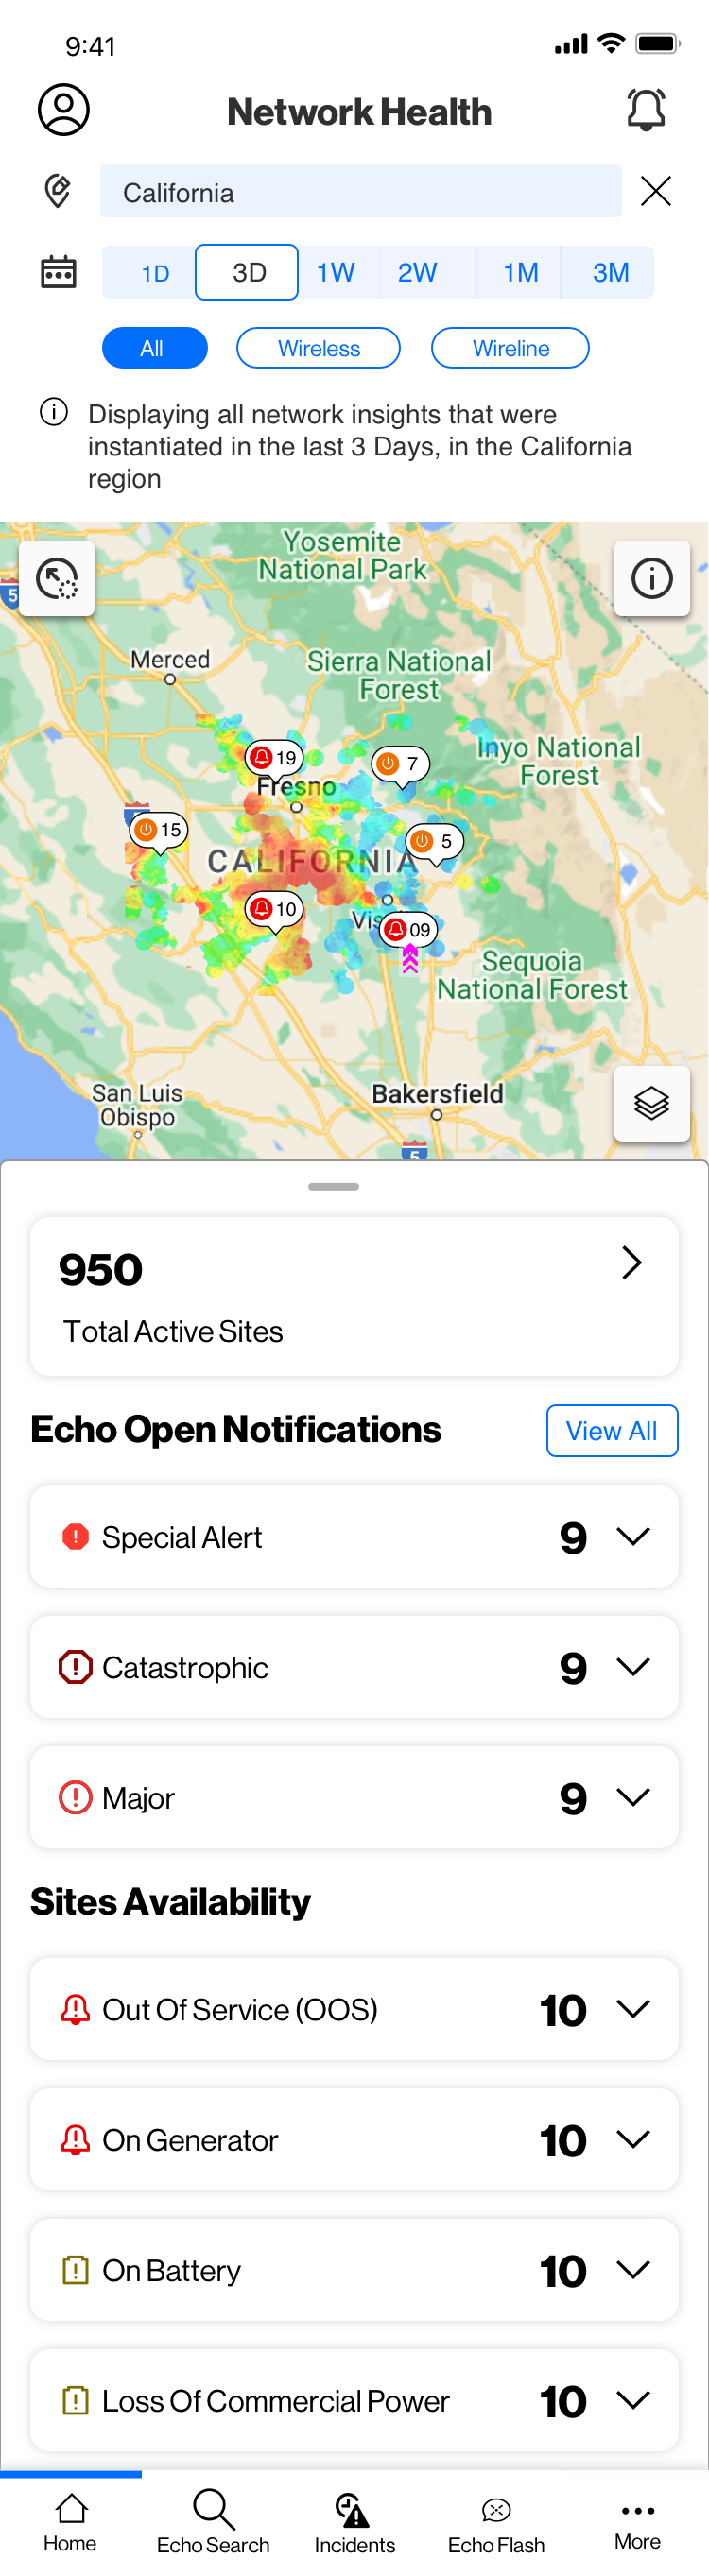 9:41
Network Health
California
1D 3D 1W 2W 1M 3M
All Wireless Wireline
Displaying all network insights that were
instantiated in the last 3 Days, in the California
region
Yosemite
National Park
5
Merced
Sierra National
Forest
Inyo National
Forest
19
7
Fresno
15
5
CALIFORNIA
10
09
Sequoia
National Forest
San Luis
Obispo
Bakersfield
5
950
Total Active Sites
Echo Open Notifications
View All
Special Alert 9
Catastrophic 9
Major 9
Sites Availability
Out Of Service (OOS) 10
On Generator 10
On Battery 10
Loss Of Commercial Power 10
Home Echo Search Incidents Echo Flash More